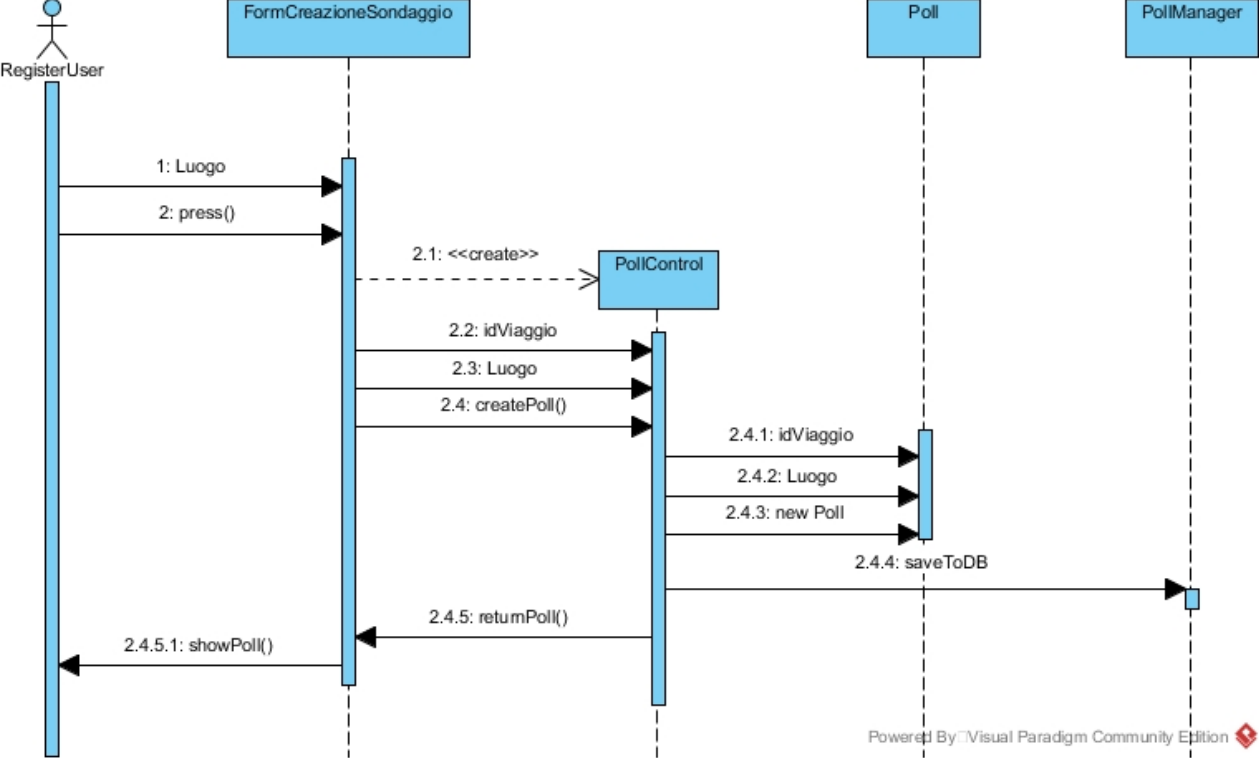 FormCreazioneSondaggio
Poll
PollManager
RegisterUser
1: Luogo
2: press()
2.1: <<create>>
PollControl
2.2: idViaggio
2.3: Luogo
2.4: createPoll()
2.4.1: idViaggio
2.4.2: Luogo
2.4.3: new Poll
2.4.4: saveToDB
2.4.5: returnPoll()
2.4.5.1: showPoll()
Powered By Visual Paradigm Community Edition